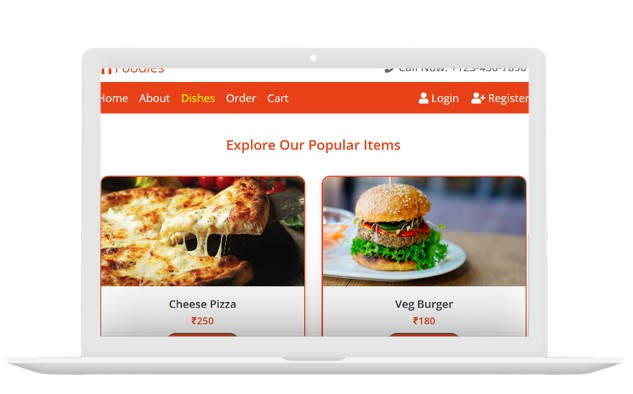 Foodies
Call Now: +123-456-7890
Home About Dishes Order Cart Login Register
Explore Our Popular Items
Cheese Pizza
₹250
Veg Burger
₹180